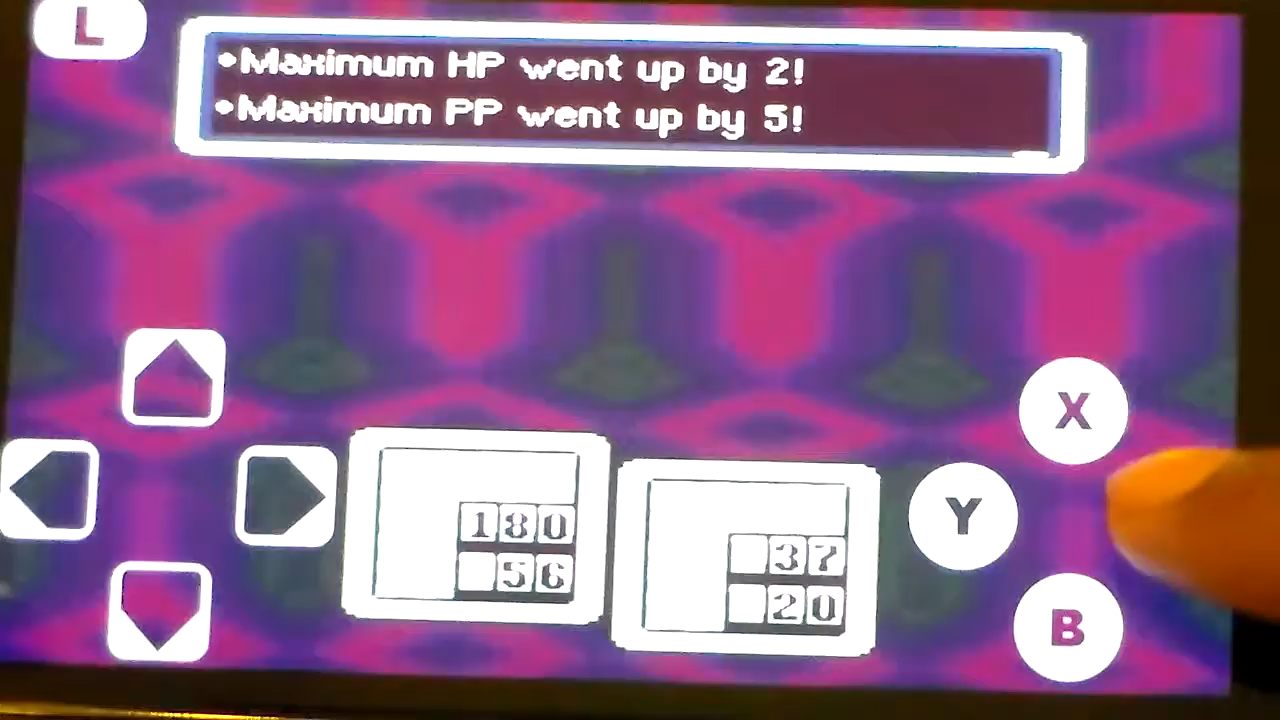 L
•Maximum HP went up by 2!
•Maximum PP went up by 5!
X
Y
B
180
56
37
20